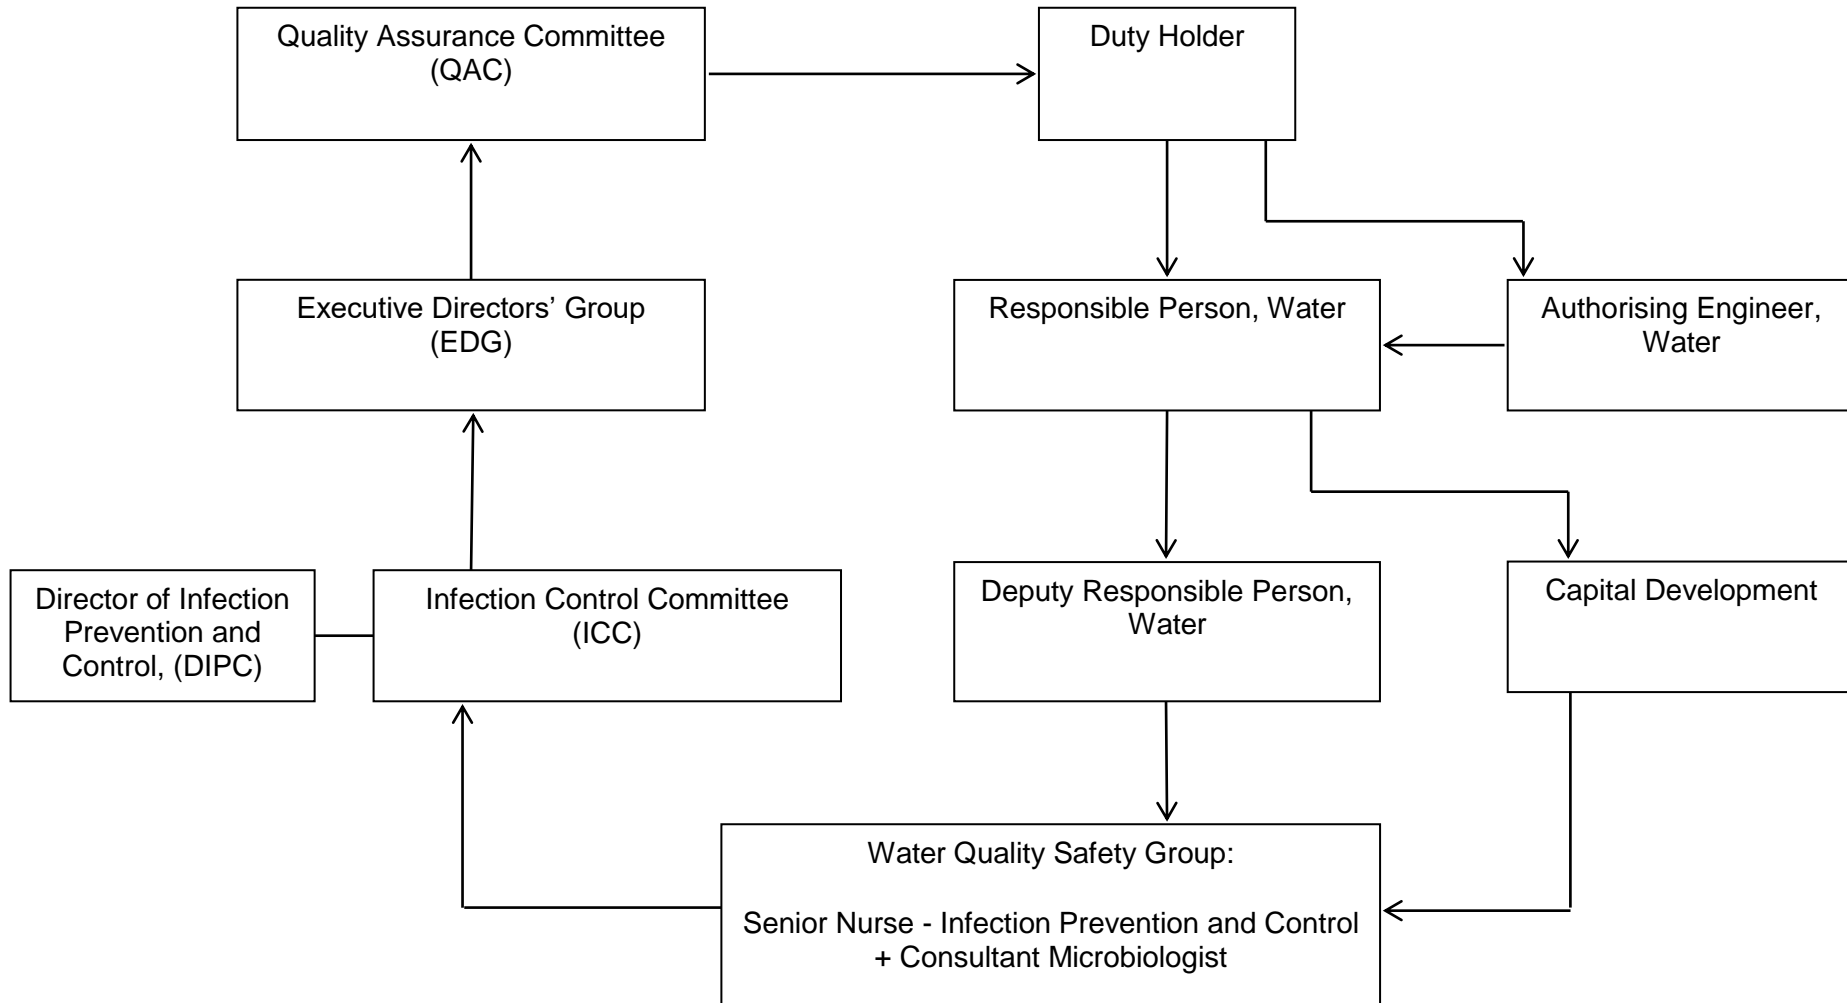 Quality Assurance Committee
(QAC)
Duty Holder
Executive Directors’ Group
(EDG)
Responsible Person, Water
Authorising Engineer,
Water
Director of Infection
Prevention and
Control, (DIPC)
Infection Control Committee
(ICC)
Deputy Responsible Person,
Water
Capital Development
Water Quality Safety Group:
Senior Nurse - Infection Prevention and Control
+ Consultant Microbiologist